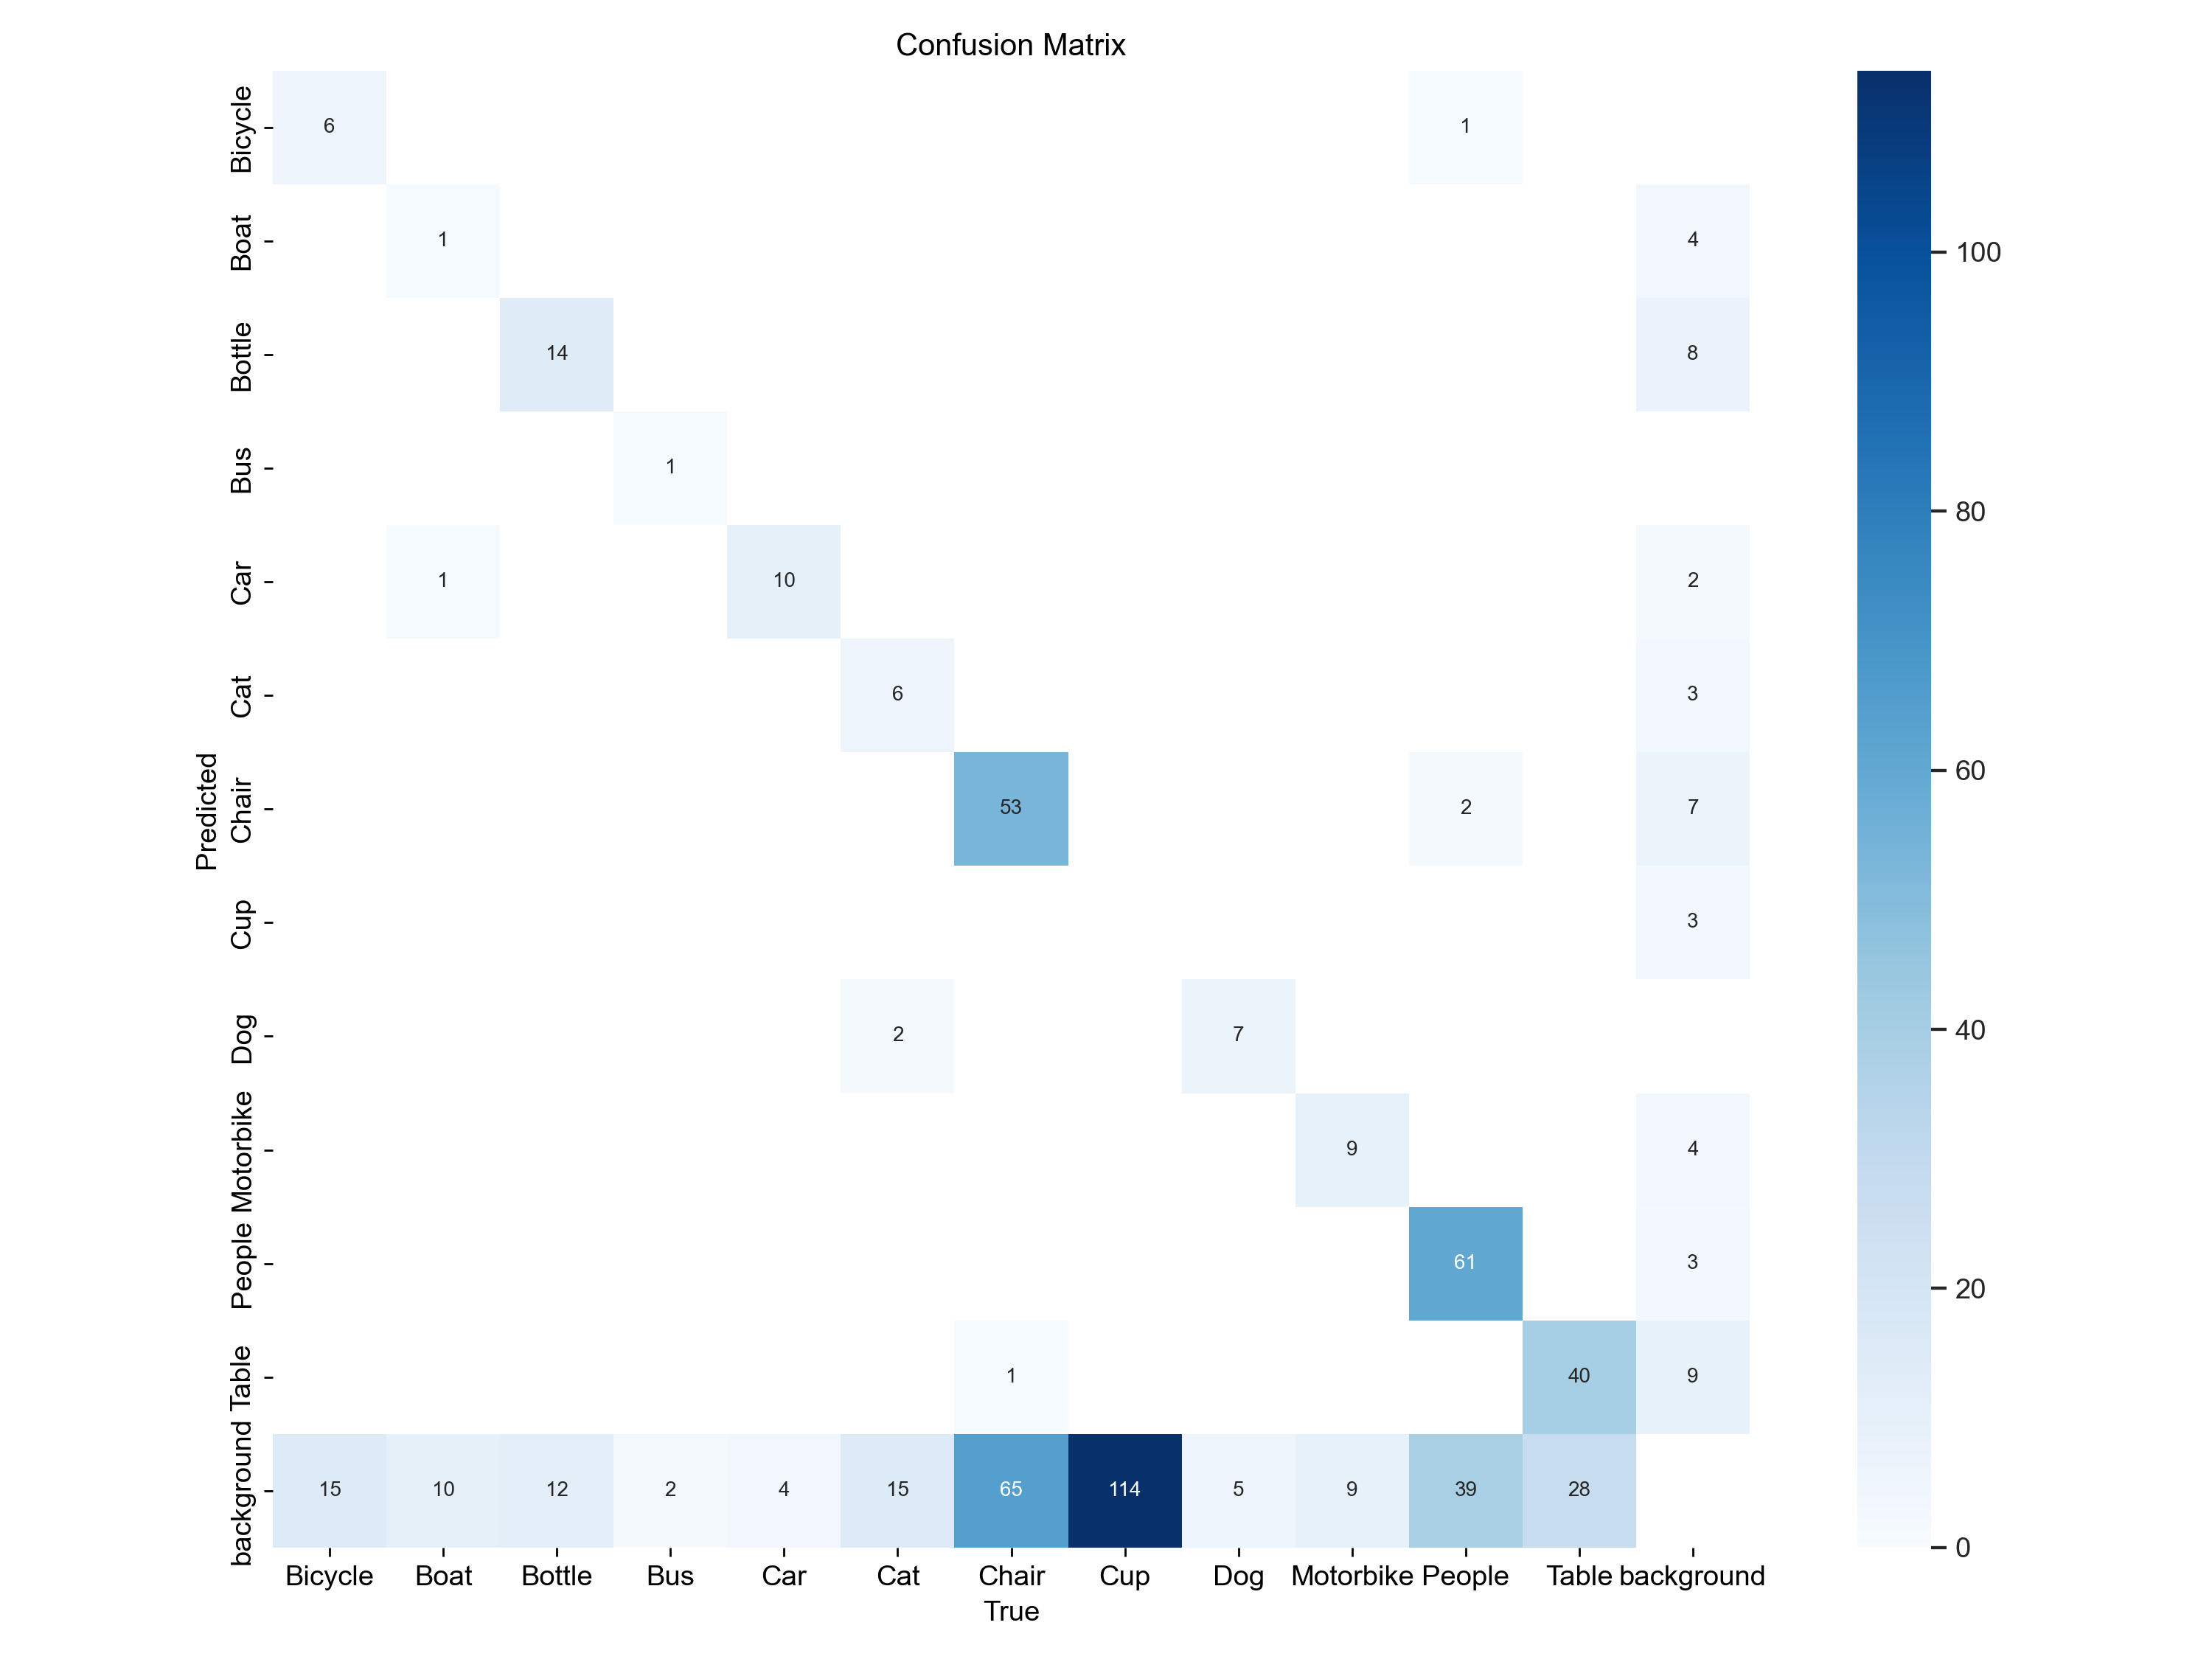 Confusion Matrix
Predicted
Bicycle 6 1
Boat 1 4
Bottle 14 8
Bus 1
Car 1 10 2
100
80
Cat 6 3
Chair 53 2 7
60
Cup 3
Dog 2 7
40
Motorbike 9 4
People 61 3
20
Table 1 40 9
background 15 10 12 2 4 15 65 114 5 9 39 28
0
Bicycle Boat Bottle Bus Car Cat Chair Cup Dog Motorbike People Table background
True